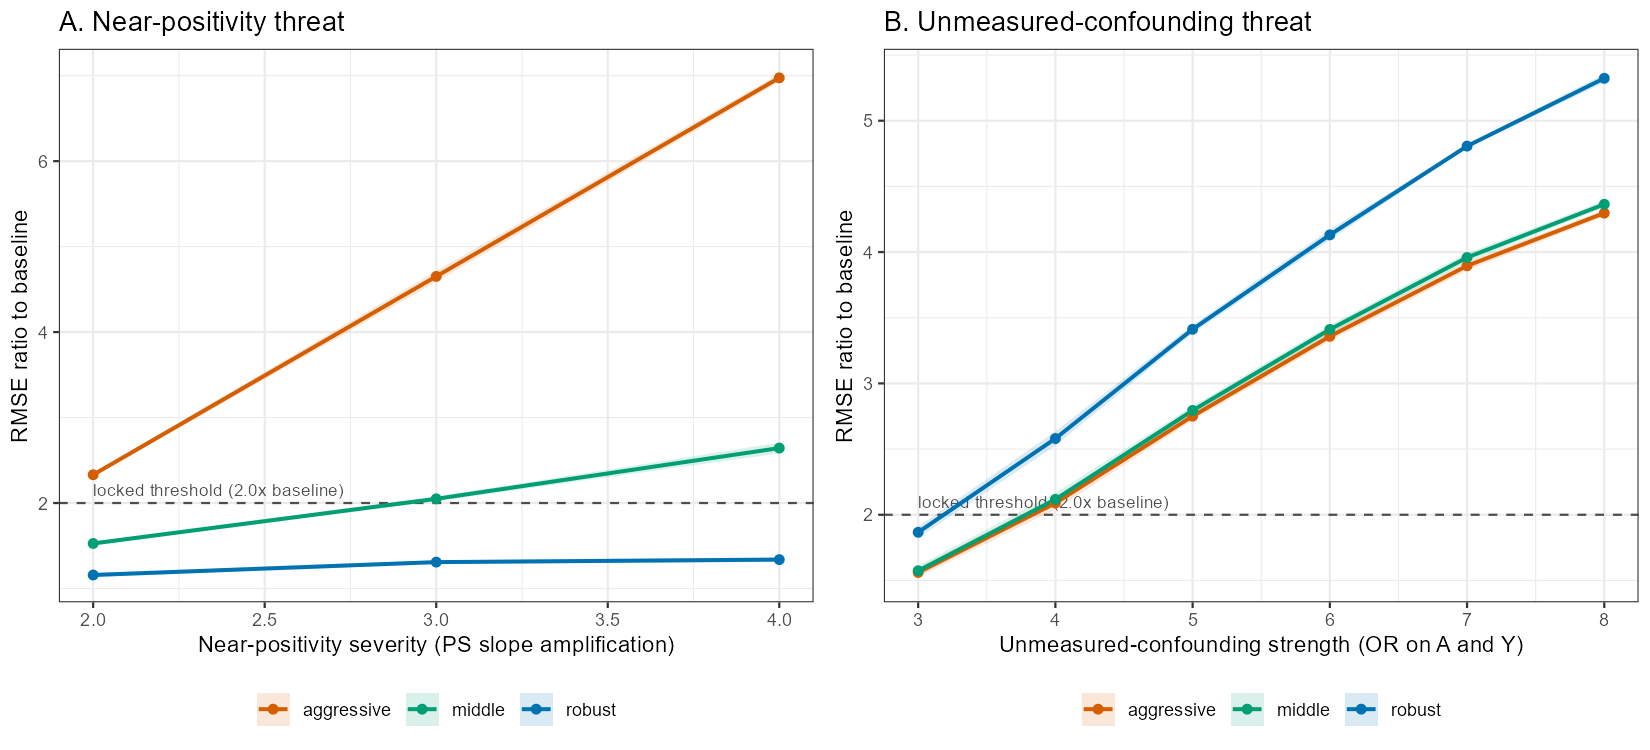 A. Near-positivity threat
RMSE ratio to baseline
6
4
2
locked threshold (2.0x baseline)
2.0
2.5
3.0
3.5
4.0
Near-positivity severity (PS slope amplification)
aggressive
middle
robust
B. Unmeasured-confounding threat
RMSE ratio to baseline
5
4
3
2
locked threshold (2.0x baseline)
3
4
5
6
7
8
Unmeasured-confounding strength (OR on A and Y)
aggressive
middle
robust